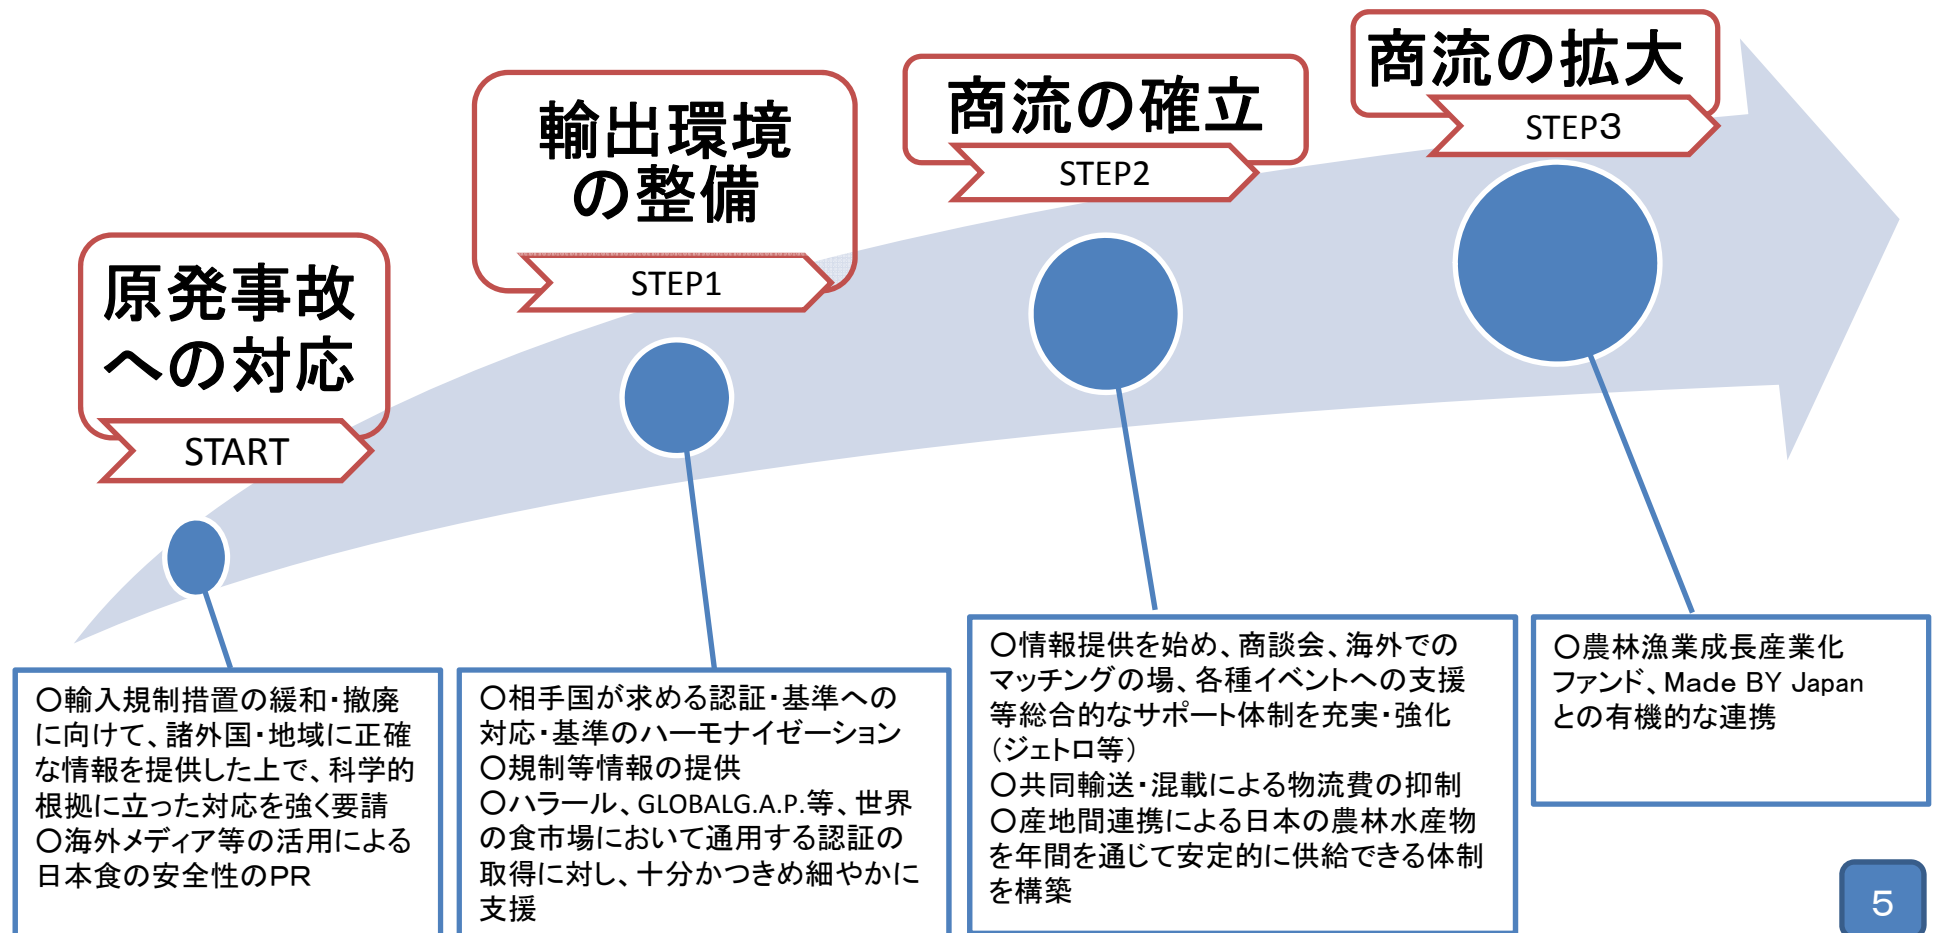 原発事故
への対応
START
輸出環境
の整備
STEP1
商流の確立
STEP2
商流の拡大
STEP３
○輸入規制措置の緩和・撤廃
に向けて、諸外国・地域に正確
な情報を提供した上で、科学的
根拠に立った対応を強く要請
○海外メディア等の活用による
日本食の安全性のPR
○相手国が求める認証・基準への
対応・基準のハーモナイゼーション
○規制等情報の提供
○ハラール、GLOBALG.A.P.等、世界
の食市場において通用する認証の
取得に対し、十分かつきめ細やかに
支援
○情報提供を始め、商談会、海外での
マッチングの場、各種イベントへの支援
等総合的なサポート体制を充実・強化
（ジェトロ等）
○共同輸送・混載による物流費の抑制
○産地間連携による日本の農林水産物
を年間を通じて安定的に供給できる体制
を構築
○農林漁業成長産業化
ファンド、Made BY Japan
との有機的な連携
5